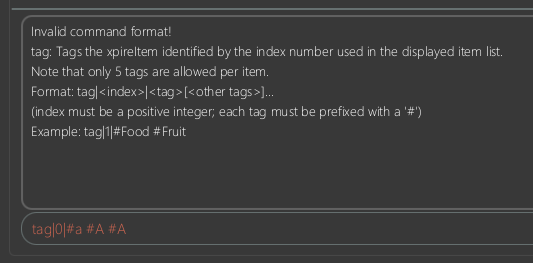 Invalid command format!
tag: Tags the xpireItem identified by the index number used in the displayed item list.
Note that only 5 tags are allowed per item.
Format: tag|<index>|<tag>[<other tags>]...
(index must be a positive integer; each tag must be prefixed with a '#')
Example: tag|1|#Food #Fruit
tag|0|#a #A #A